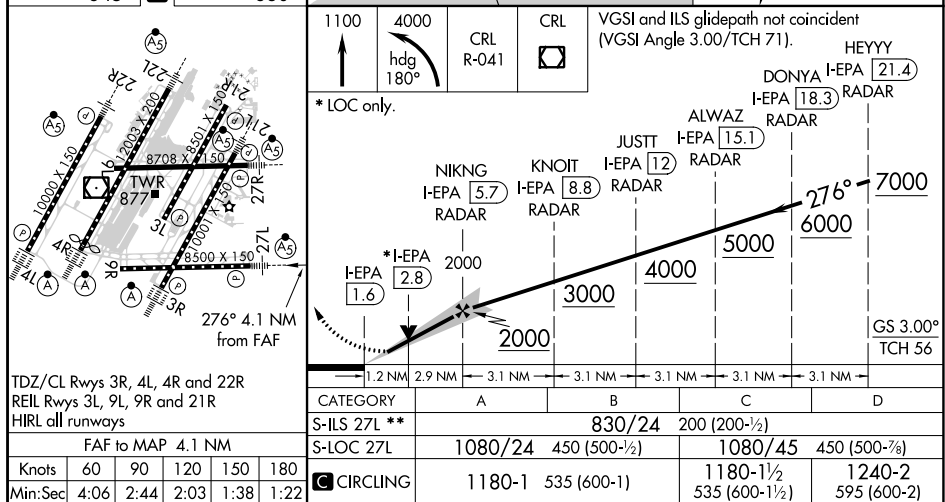 1100
4000
hdg
180°
CRL
R-041
CRL
VGSI and ILS glidepath not coincident
(VGSI Angle 3.00/TCH 71).
* LOC only.
HEYYY
I-EPA 21.4
RADAR
DONYA
I-EPA 18.3
RADAR
ALWAZ
I-EPA 15.1
RADAR
JUSTT
I-EPA 12
RADAR
KNOIT
I-EPA 8.8
RADAR
NIKNG
I-EPA 5.7
RADAR
*I-EPA
2.8
I-EPA
1.6
2000
276°
7000
6000
5000
4000
3000
2000
GS 3.00°
TCH 56
1.2 NM 2.9 NM 3.1 NM 3.1 NM 3.1 NM 3.1 NM 3.1 NM
A5
22R
22L
21R
21L
A5
A5
P
P
P
12003 X 200
8501 X 150
10000 X 150
9L
8708 X 150
27R
TWR
877
P
3L
10001 X 150
P
4R
9R
8500 X 150
27L
A5
4L
A
A
A
P
P
3R
276° 4.1 NM
from FAF
TDZ/CL Rwys 3R, 4L, 4R and 22R
REIL Rwys 3L, 9L, 9R and 21R
HIRL all runways
FAF to MAP 4.1 NM
Knots 60 90 120 150 180
Min:Sec 4:06 2:44 2:03 1:38 1:22
CATEGORY A B C D
S-ILS 27L ** 830/24 200 (200-½)
S-LOC 27L 1080/24 450 (500-½) 1080/45 450 (500-⅞)
C CIRCLING 1180-1 535 (600-1) 1180-1½ 535 (600-1½) 1240-2 595 (600-2)